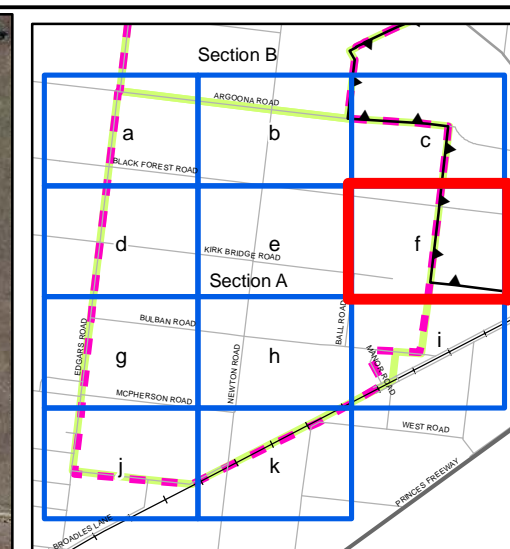 Section B
ARGOONA ROAD
a
b
c
BLACK FOREST ROAD
d
e
f
KIRK BRIDGE ROAD
Section A
BULBAN ROAD
BALL ROAD
EDGARS ROAD
g
NEWTON ROAD
h
MANOR ROAD
i
MCPHERSON ROAD
WEST ROAD
j
k
PRINCES FREEWAY
BROADLES LANE